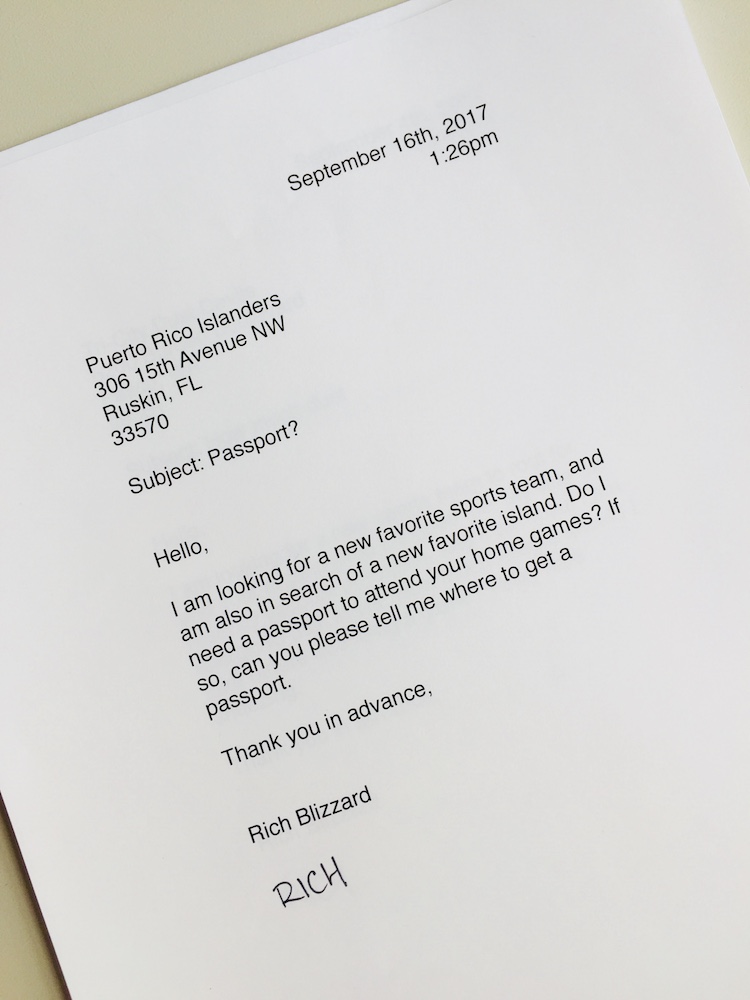 September 16th, 2017
1:26pm
Puerto Rico Islanders
306 15th Avenue NW
Ruskin, FL
33570
Subject: Passport?
Hello,
I am looking for a new favorite sports team, and
am also in search of a new favorite island. Do I
need a passport to attend your home games? If
so, can you please tell me where to get a
passport.
Thank you in advance,
Rich Blizzard
RICH